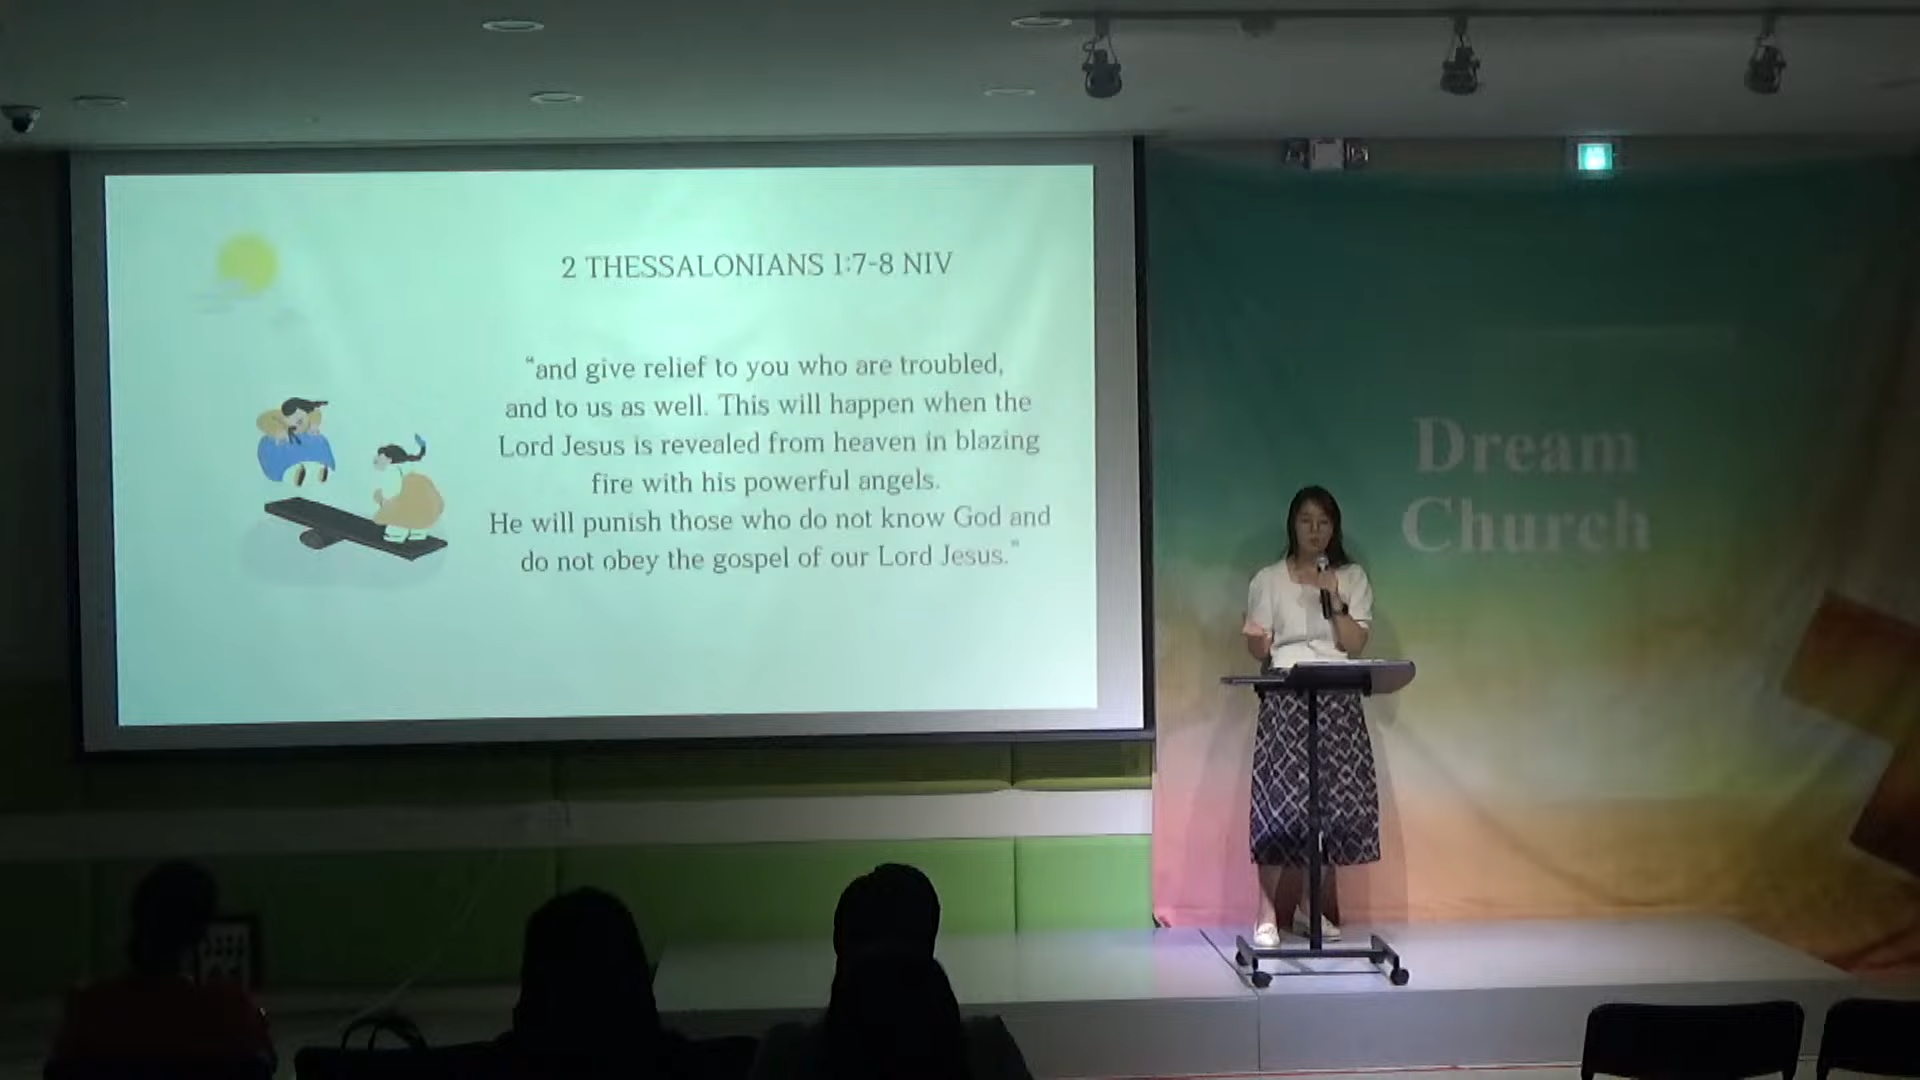 2 THESSALONIANS 1:7-8 NIV
“and give relief to you who are troubled,
and to us as well. This will happen when the
Lord Jesus is revealed from heaven in blazing
fire with his powerful angels.
He will punish those who do not know God and
do not obey the gospel of our Lord Jesus.”
Dream
Church